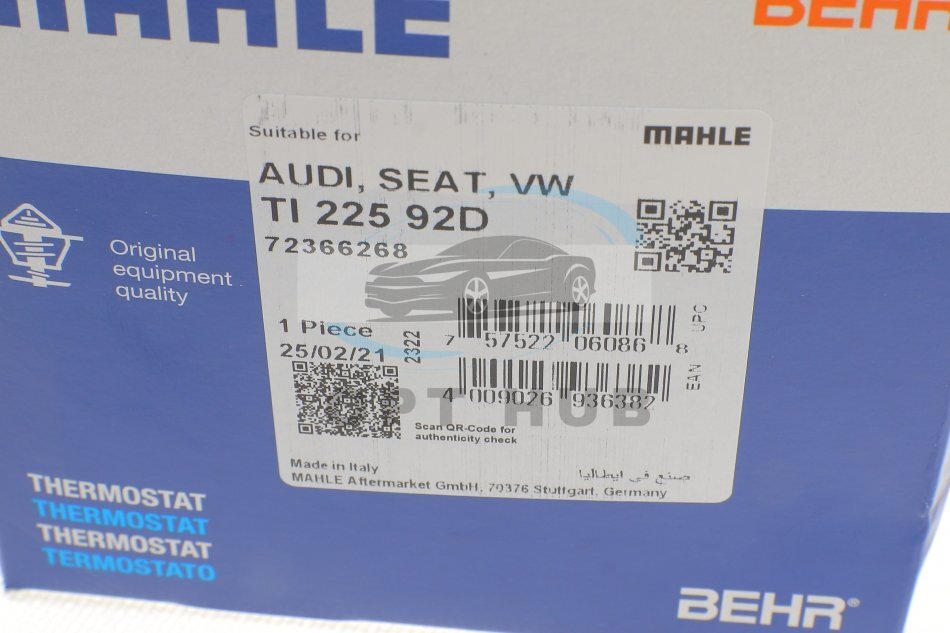 MAHLE
BEHR
Suitable for
MAHLE
AUDI, SEAT, VW
TI 225 92D
72366268
Original
equipment
quality
1 Piece
25/02/21
2322
7 57522 06086 8
UPC
4 009026 936382
EAN
PT HUB
Scan QR-Code for
authenticity check
Made in Italy
صنع في ايطاليا
MAHLE Aftermarket GmbH, 70376 Stuttgart, Germany
THERMOSTAT
THERMOSTAT
THERMOSTAT
TERMOSTATO
BEHR®